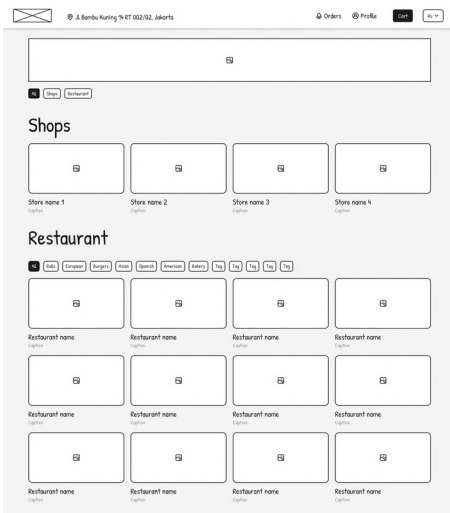 Jl. Bambu Kuning 14 RT 002/02, Jakarta Orders Profile Cart Ru
All Shops Restaurant
Shops
Store name 1 Store name 2 Store name 3 Store name 4
Caption Caption Caption Caption
Restaurant
All Rolls European Burgers Asian Spanish American Bakery Tag Tag Tag Tag Tag
Restaurant name Restaurant name Restaurant name Restaurant name
Caption Caption Caption Caption
Restaurant name Restaurant name Restaurant name Restaurant name
Caption Caption Caption Caption
Restaurant name Restaurant name Restaurant name Restaurant name
Caption Caption Caption Caption